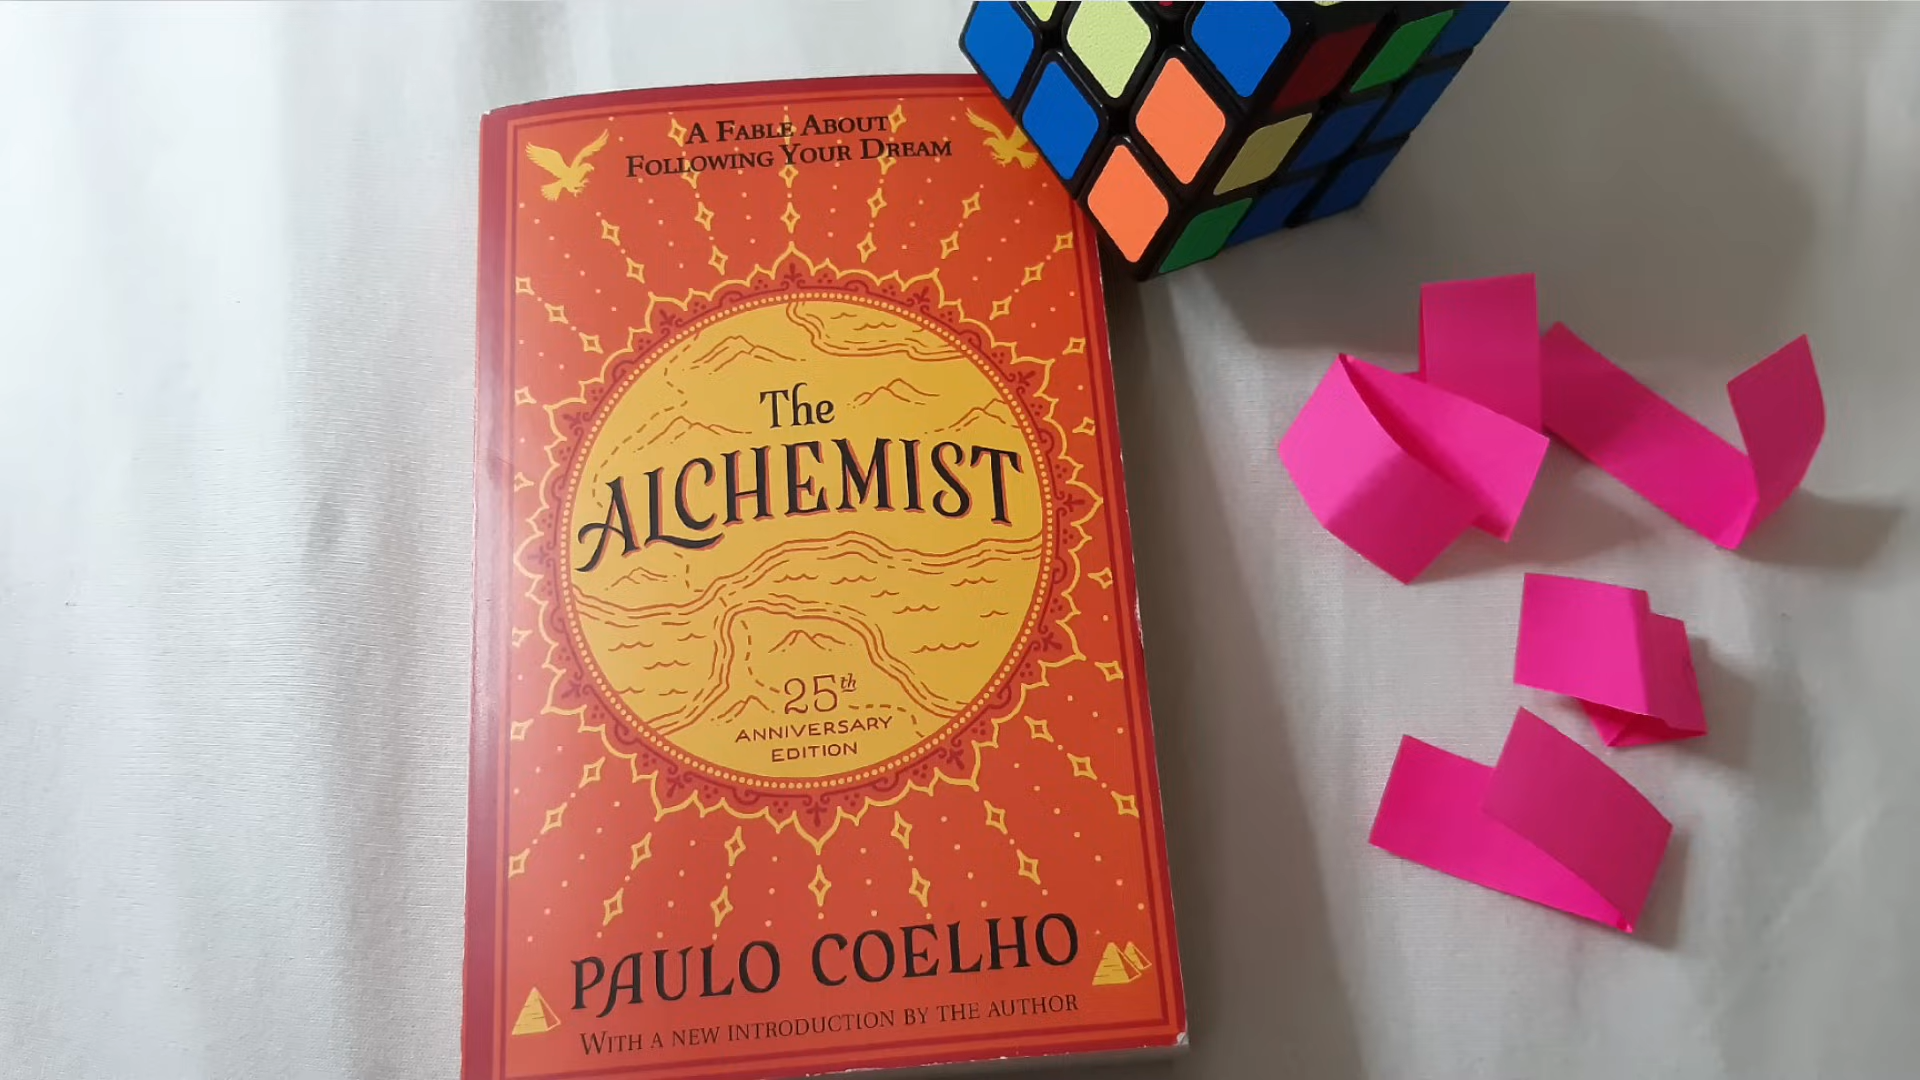 A Fable About
Following Your Dream
The
ALCHEMIST
25th
ANNIVERSARY
EDITION
PAULO COELHO
With a new introduction by the author